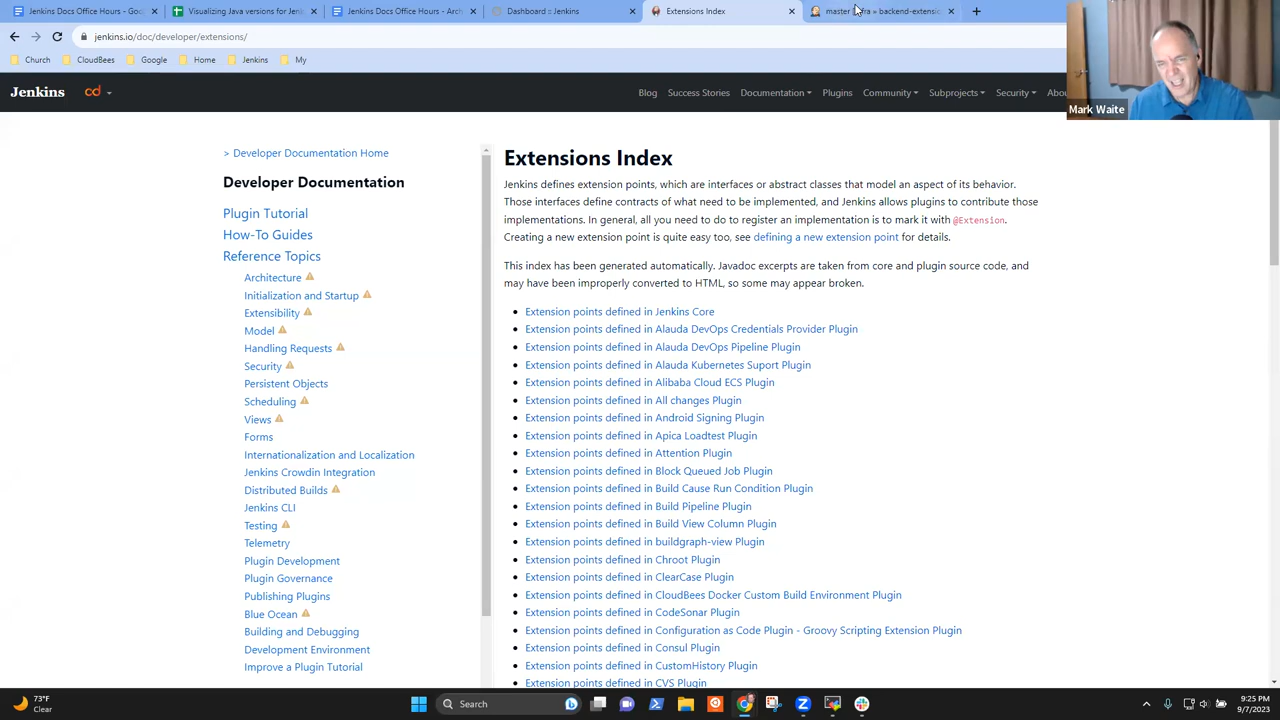 Jenkins Docs Office Hours - Goo
Visualizing Java versions for Jen
Jenkins Docs Office Hours - Arc
Dashboard :: Jenkins
Extensions Index
master
backend-extensio
jenkins.io/doc/developer/extensions/
Church
CloudBees
Google
Home
Jenkins
My
Mark Waite
Jenkins
cd
Blog
Success Stories
Documentation
Plugins
Community
Subprojects
Security
Abou
> Developer Documentation Home
Developer Documentation
Plugin Tutorial
How-To Guides
Reference Topics
Architecture
Initialization and Startup
Extensibility
Model
Handling Requests
Security
Persistent Objects
Scheduling
Views
Forms
Internationalization and Localization
Jenkins Crowdin Integration
Distributed Builds
Jenkins CLI
Testing
Telemetry
Plugin Development
Plugin Governance
Publishing Plugins
Blue Ocean
Building and Debugging
Development Environment
Improve a Plugin Tutorial
Extensions Index
Jenkins defines extension points, which are interfaces or abstract classes that model an aspect of its behavior.
Those interfaces define contracts of what need to be implemented, and Jenkins allows plugins to contribute those
implementations. In general, all you need to do to register an implementation is to mark it with @Extension.
Creating a new extension point is quite easy too, see defining a new extension point for details.
This index has been generated automatically. Javadoc excerpts are taken from core and plugin source code, and
may have been improperly converted to HTML, so some may appear broken.
Extension points defined in Jenkins Core
Extension points defined in Alauda DevOps Credentials Provider Plugin
Extension points defined in Alauda DevOps Pipeline Plugin
Extension points defined in Alauda Kubernetes Suport Plugin
Extension points defined in Alibaba Cloud ECS Plugin
Extension points defined in All changes Plugin
Extension points defined in Android Signing Plugin
Extension points defined in Apica Loadtest Plugin
Extension points defined in Attention Plugin
Extension points defined in Block Queued Job Plugin
Extension points defined in Build Cause Run Condition Plugin
Extension points defined in Build Pipeline Plugin
Extension points defined in Build View Column Plugin
Extension points defined in buildgraph-view Plugin
Extension points defined in Chroot Plugin
Extension points defined in ClearCase Plugin
Extension points defined in CloudBees Docker Custom Build Environment Plugin
Extension points defined in CodeSonar Plugin
Extension points defined in Configuration as Code Plugin - Groovy Scripting Extension Plugin
Extension points defined in Consul Plugin
Extension points defined in CustomHistory Plugin
Extension points defined in CVS Plugin
73°F
Clear
Search
9:25 PM
9/7/2023